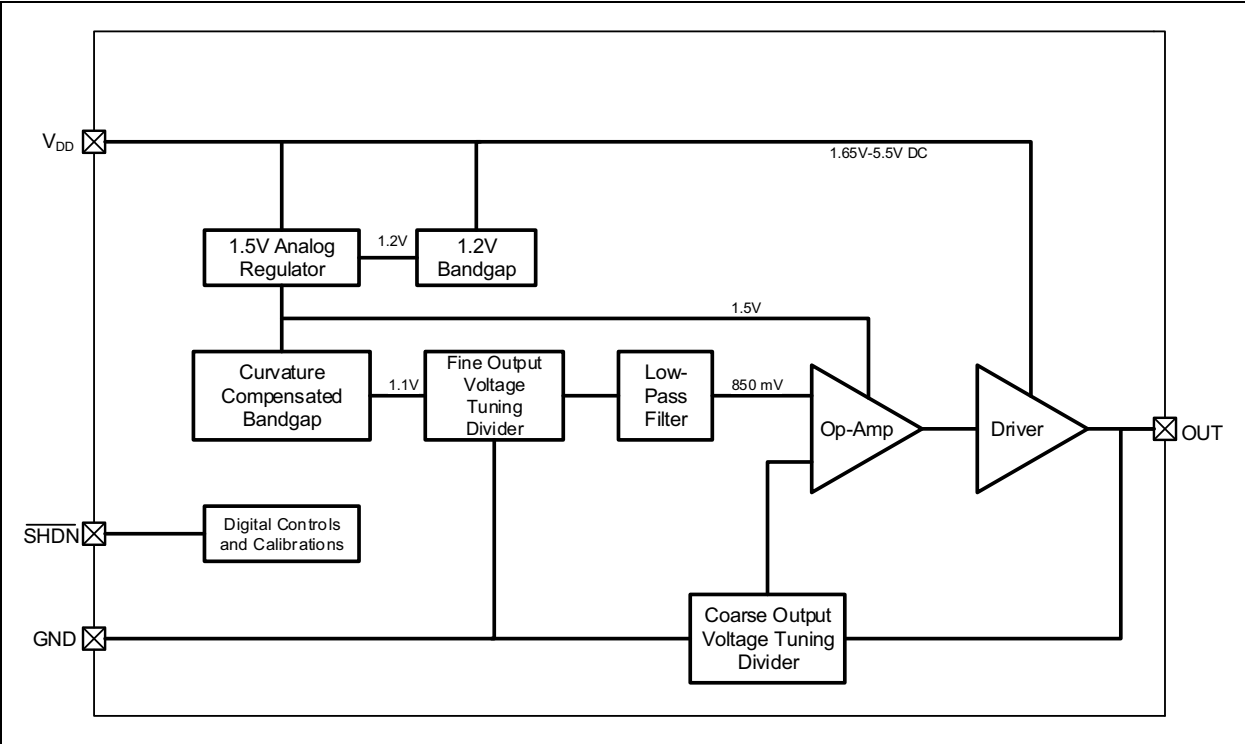 VDD
1.65V-5.5V DC
1.5V Analog
Regulator
1.2V
1.2V
Bandgap
1.5V
Curvature
Compensated
Bandgap
1.1V
Fine Output
Voltage
Tuning
Divider
Low-
Pass
Filter
850 mV
Op-Amp
Driver
OUT
SHDN
Digital Controls
and Calibrations
GND
Coarse Output
Voltage Tuning
Divider